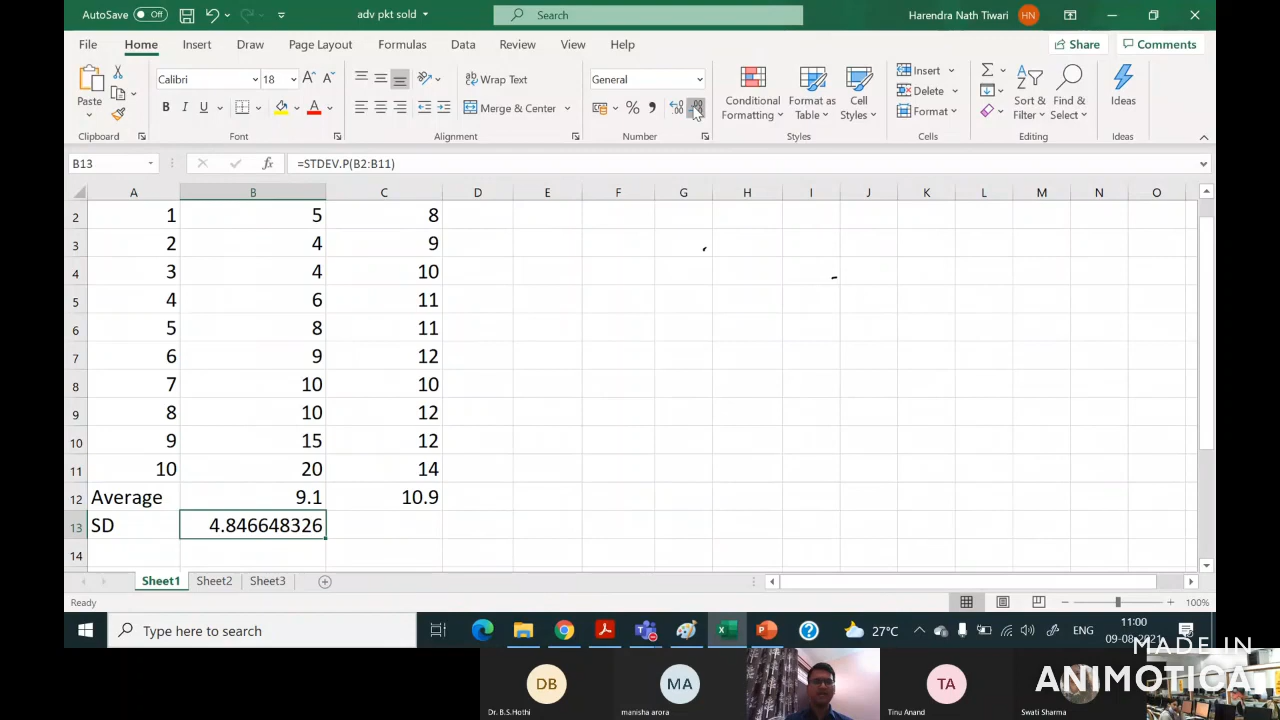 AutoSave Off adv pkt sold Search Harendra Nath Tiwari HN
File Home Insert Draw Page Layout Formulas Data Review View Help Share Comments
Paste Calibri 18 Wrap Text General Conditional Formatting Format as Table Cell Styles Insert Sort & Filter Find & Select Ideas
B I U Merge & Center % Delete
Format
Clipboard Font Alignment Number Styles Cells Editing Ideas
B13 fx =STDEV.P(B2:B11)
A B C D E F G H I J K L M N O
2 1 5 8
3 2 4 9
4 3 4 10
5 4 6 11
6 5 8 11
7 6 9 12
8 7 10 10
9 8 10 12
10 9 15 12
11 10 20 14
12 Average 9.1 10.9
13 SD 4.846648326
14
Sheet1 Sheet2 Sheet3
Ready 100%
Type here to search 27°C ENG 11:00
09-08-2021
MADE IN
ANIMOTICA
DB MA TA
Dr. B.S.Hothi manisha arora Tinu Anand Swati Sharma